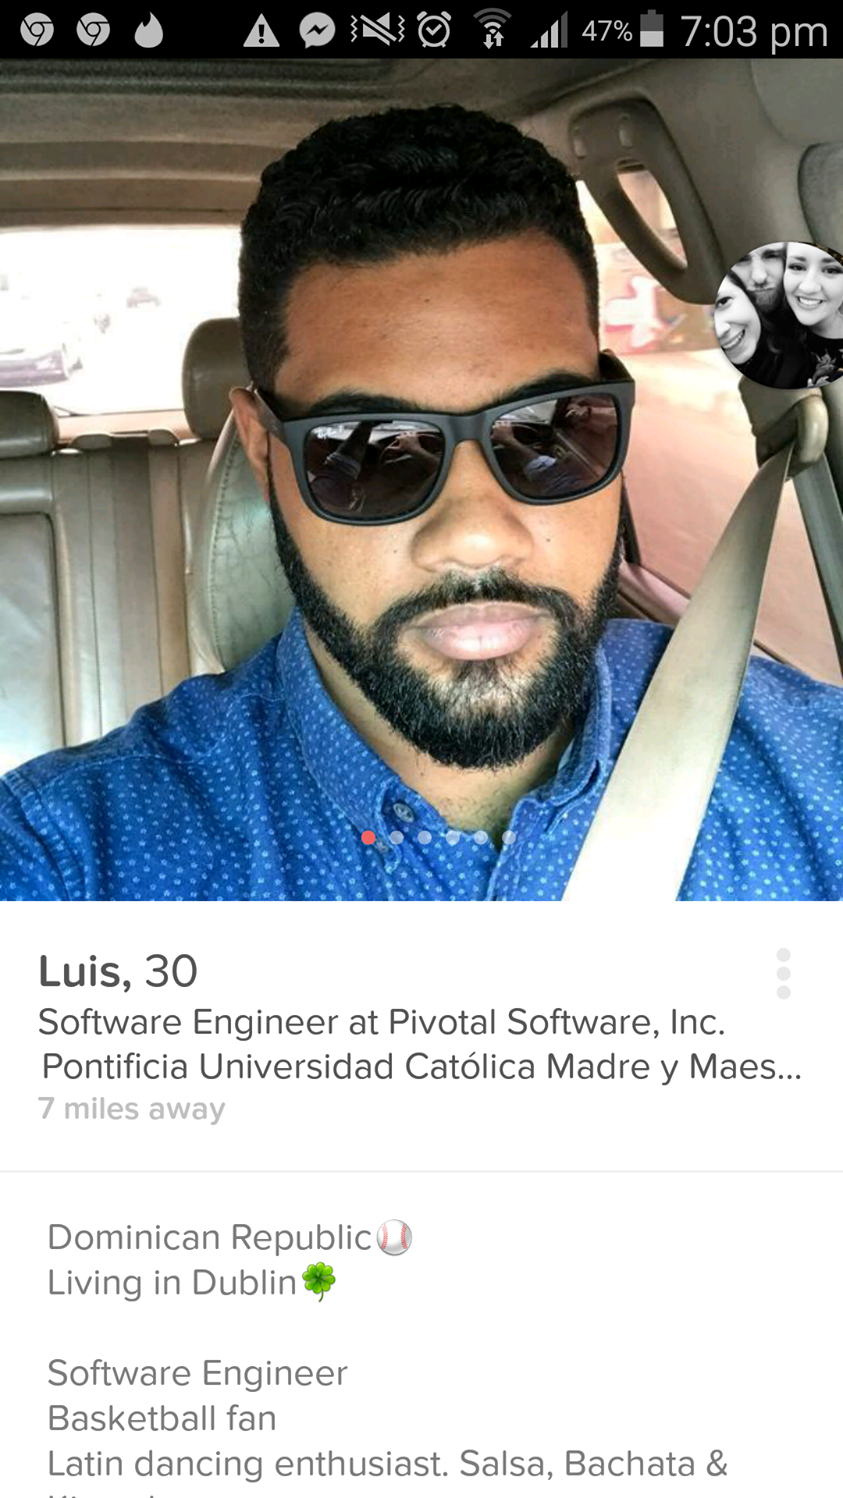 47% 7:03 pm
Luis, 30
Software Engineer at Pivotal Software, Inc.
Pontificia Universidad Católica Madre y Maes...
7 miles away
Dominican Republic⚾
Living in Dublin🍀
Software Engineer
Basketball fan
Latin dancing enthusiast. Salsa, Bachata &